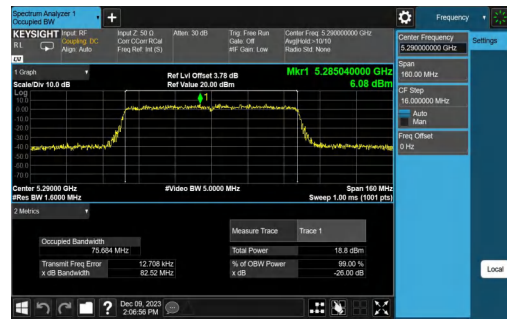 Spectrum Analyzer 1
Occupied BW
+
Frequency
KEYSIGHT
R L
Input: RF
Coupling: DC
Align: Auto
Input Z: 50 Ω
Corr CCorr RCal
Freq Ref: Int (S)
Atten: 30 dB
Trig: Free Run
Gate: Off
#IF Gain: Low
Center Freq: 5.290000000 GHz
Avg|Hold:>10/10
Radio Std: None
Center Frequency
5.290000000 GHz
Settings
Span
160.00 MHz
CF Step
16.000000 MHz
Auto
Man
Freq Offset
0 Hz
Local
LXI
1 Graph
Scale/Div 10.0 dB
Ref Lvl Offset 3.78 dB
Ref Value 20.00 dBm
Mkr1 5.285040000 GHz
6.08 dBm
Log
10.0
0.00
-10.0
-20.0
-30.0
-40.0
-50.0
-60.0
-70.0
1
Center 5.29000 GHz
#Res BW 1.6000 MHz
#Video BW 5.0000 MHz
Span 160 MHz
Sweep 1.00 ms (1001 pts)
2 Metrics
Measure Trace
Trace 1
Occupied Bandwidth
75.684 MHz
Total Power
18.8 dBm
Transmit Freq Error
12.708 kHz
% of OBW Power
99.00 %
x dB Bandwidth
82.52 MHz
x dB
-26.00 dB
?
Dec 09, 2023
2:06:56 PM